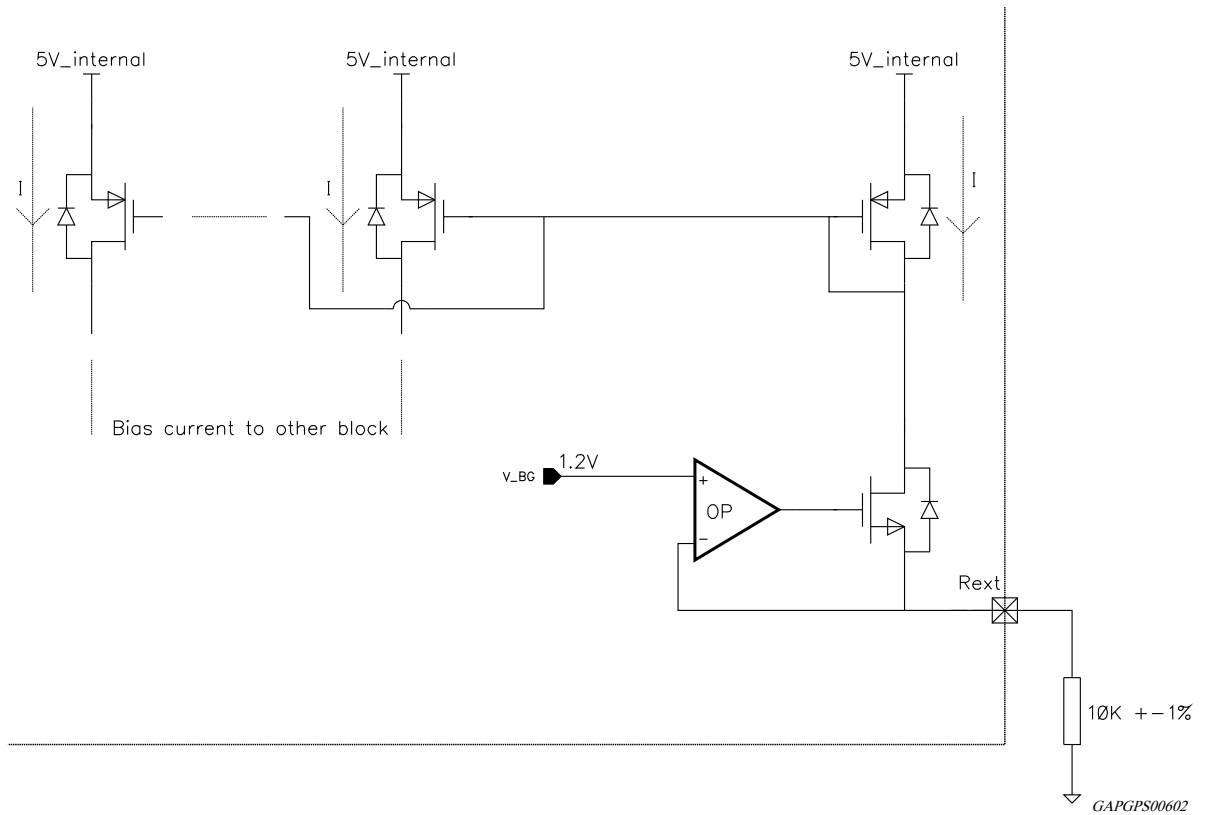 5V_internal
5V_internal
5V_internal
I
I
I
Bias current to other block
V_BG
1.2V
+
OP
−
Rext
10K +-1%
GAPGPS00602